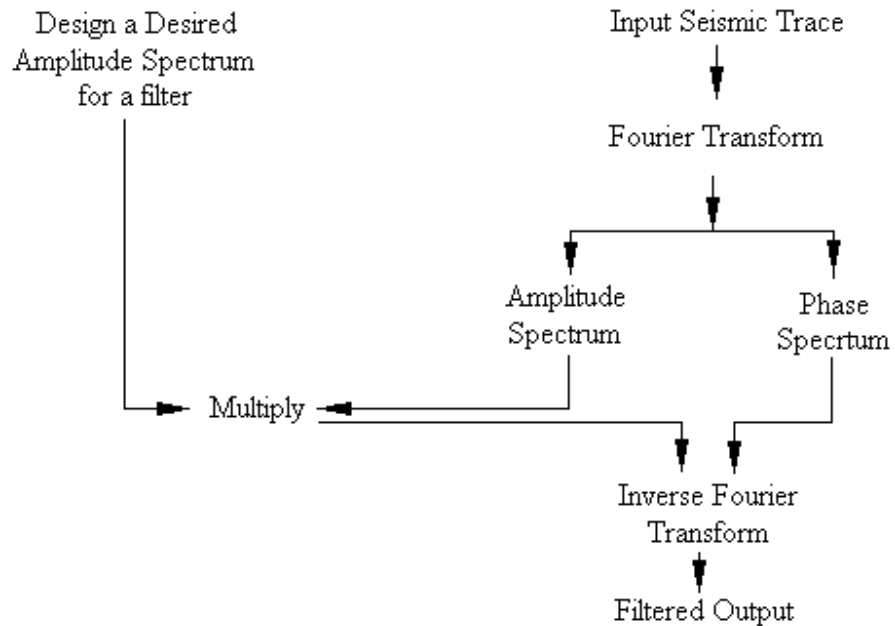 Design a Desired
Amplitude Spectrum
for a filter
Input Seismic Trace
Fourier Transform
Amplitude
Spectrum
Phase
Specrtum
Multiply
Inverse Fourier
Transform
Filtered Output